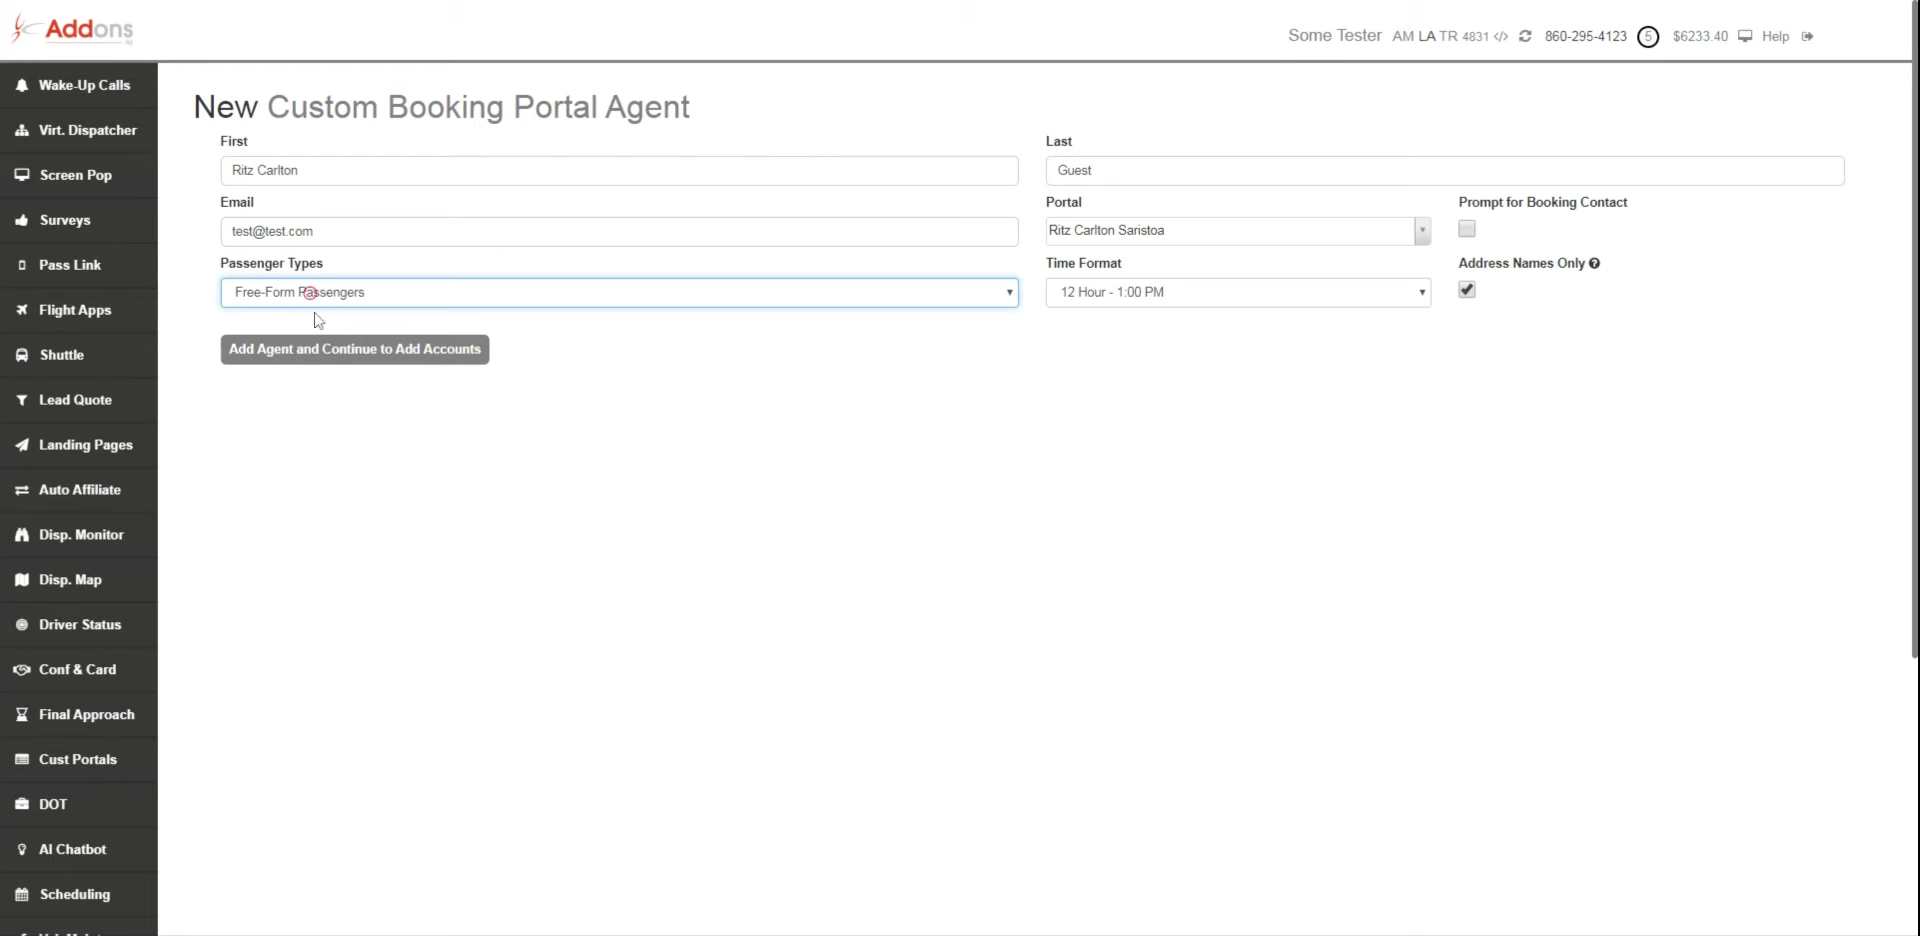 Addons
Some Tester AM LA TR 4831 </> 860-295-4123 5 $6233.40 Help
Wake-Up Calls
Virt. Dispatcher
Screen Pop
Surveys
Pass Link
Flight Apps
Shuttle
Lead Quote
Landing Pages
Auto Affiliate
Disp. Monitor
Disp. Map
Driver Status
Conf & Card
Final Approach
Cust Portals
DOT
AI Chatbot
Scheduling
New Custom Booking Portal Agent
First
Ritz Carlton
Last
Guest
Email
test@test.com
Portal
Ritz Carlton Saristoa
Prompt for Booking Contact
Passenger Types
Free-Form Passengers
Time Format
12 Hour - 1:00 PM
Address Names Only
Add Agent and Continue to Add Accounts